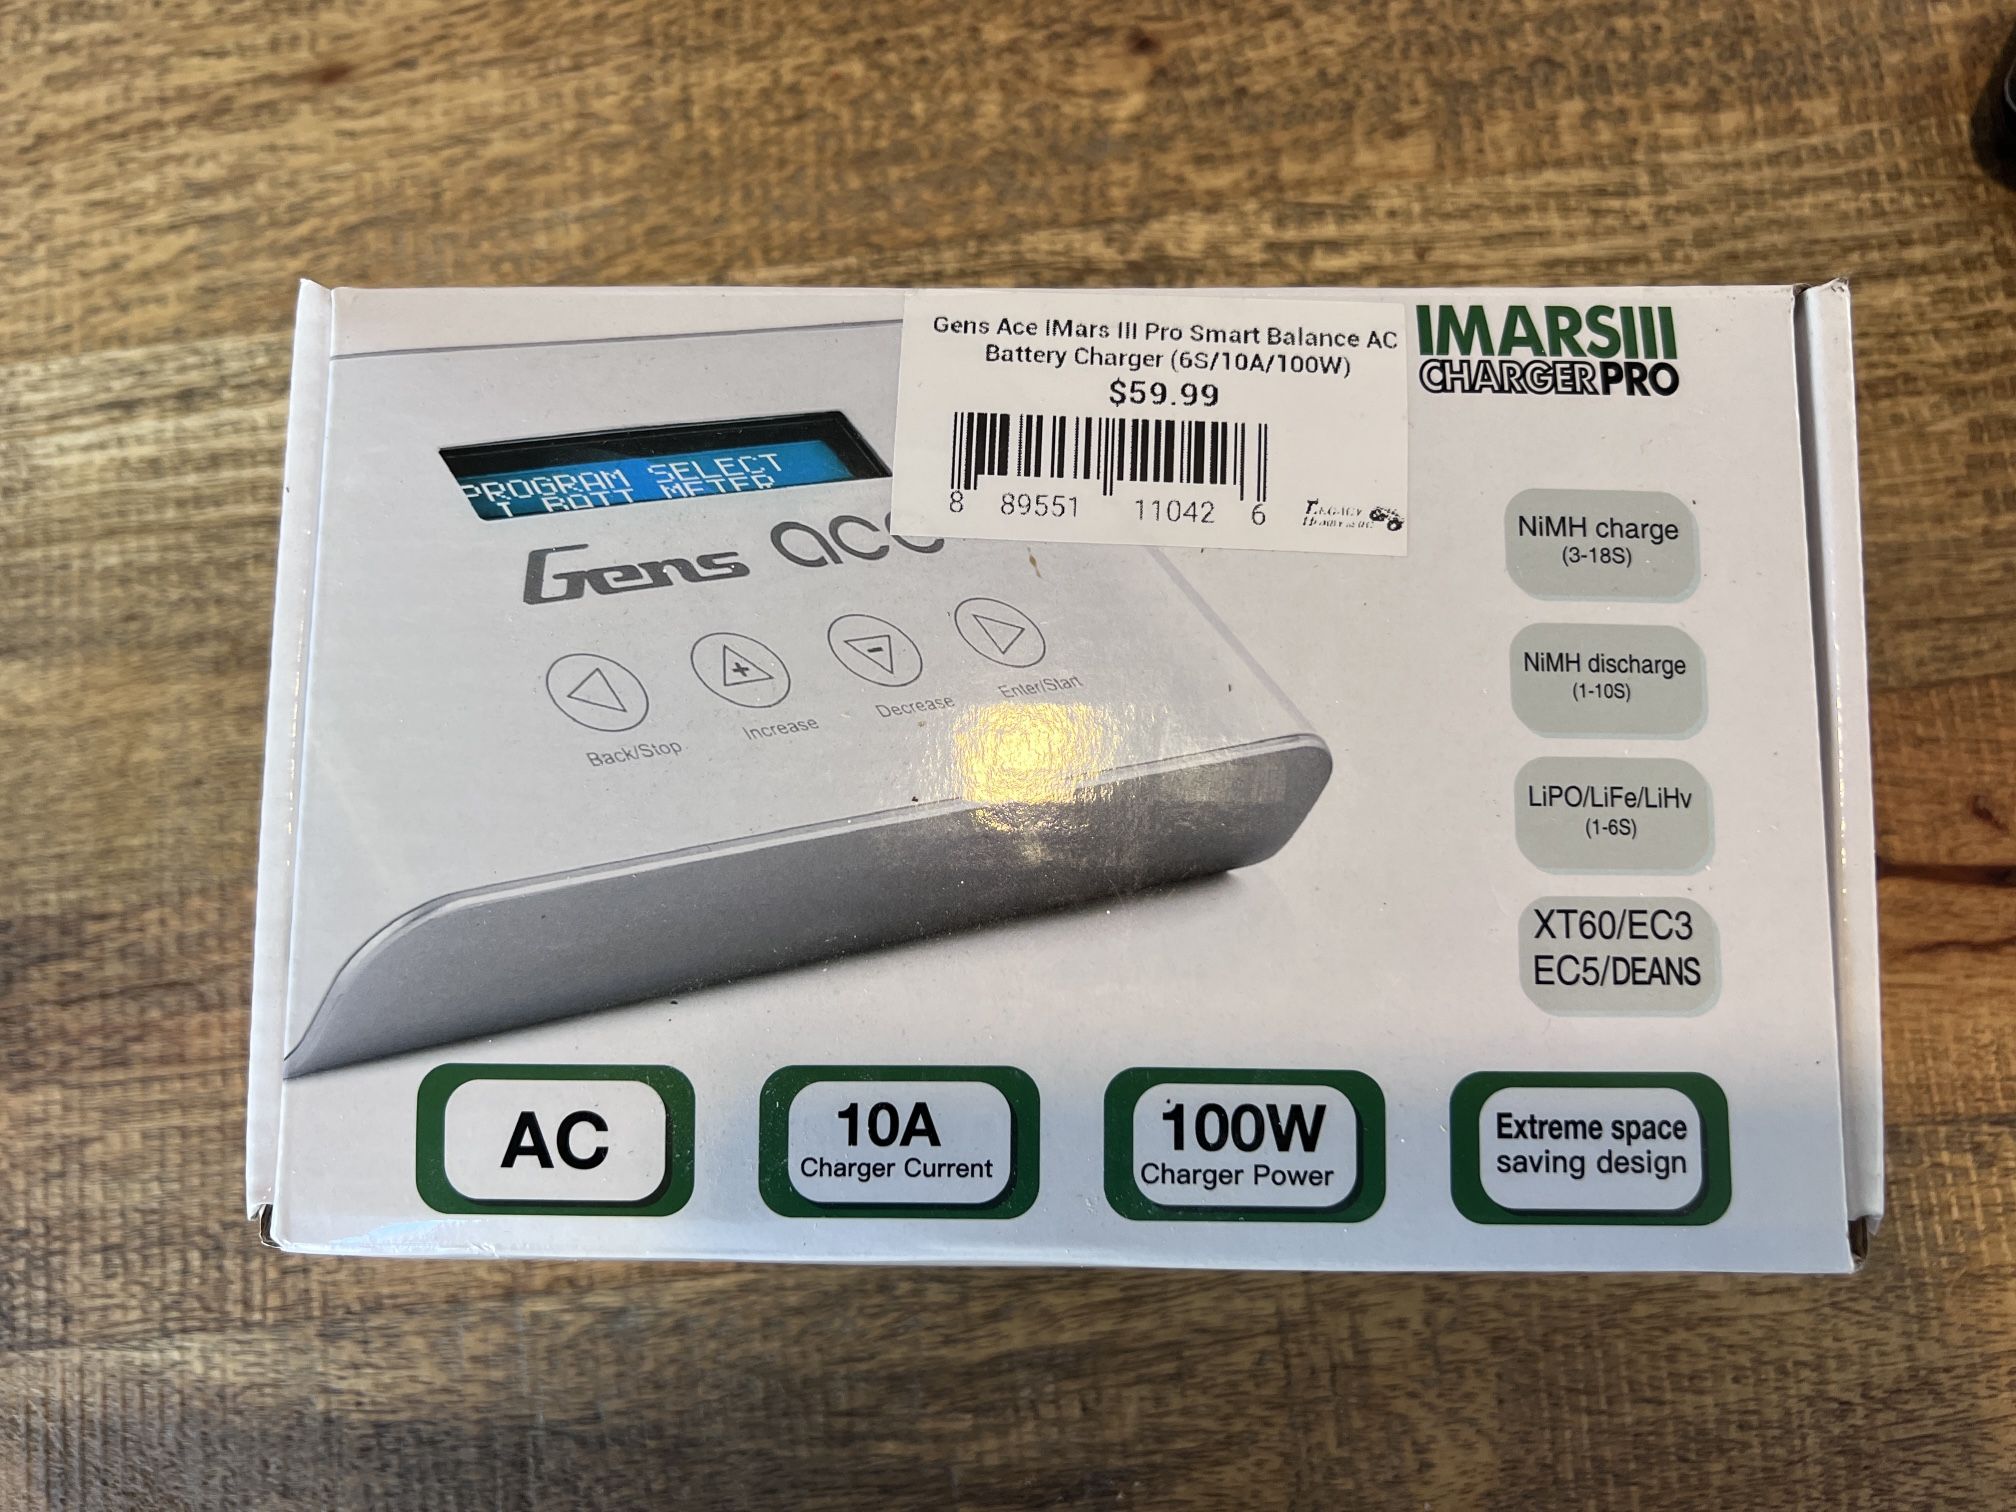 Gens Ace IMars III Pro Smart Balance AC
Battery Charger (6S/10A/100W)
$59.99
8 89551 11042 6
IMARSIII
CHARGERPRO
PROGRAM SELECT
BATT METER
Gens ace
Back/Stop
Increase
Decrease
Enter/Start
NiMH charge
(3-18S)
NiMH discharge
(1-10S)
LiPO/LiFe/LiHv
(1-6S)
XT60/EC3
EC5/DEANS
AC
10A
Charger Current
100W
Charger Power
Extreme space
saving design